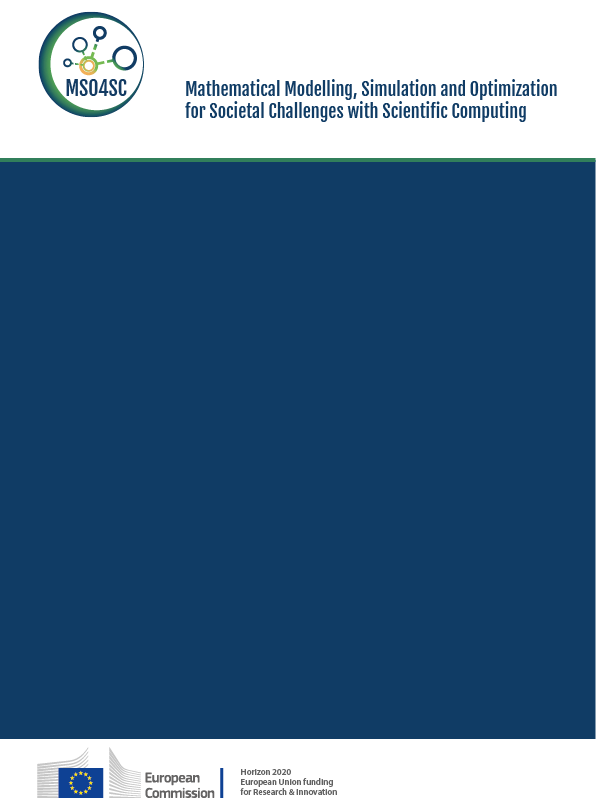 MSO4SC
Mathematical Modelling, Simulation and Optimization
for Societal Challenges with Scientific Computing
European
Commission
Horizon 2020
European Union funding
for Research & Innovation